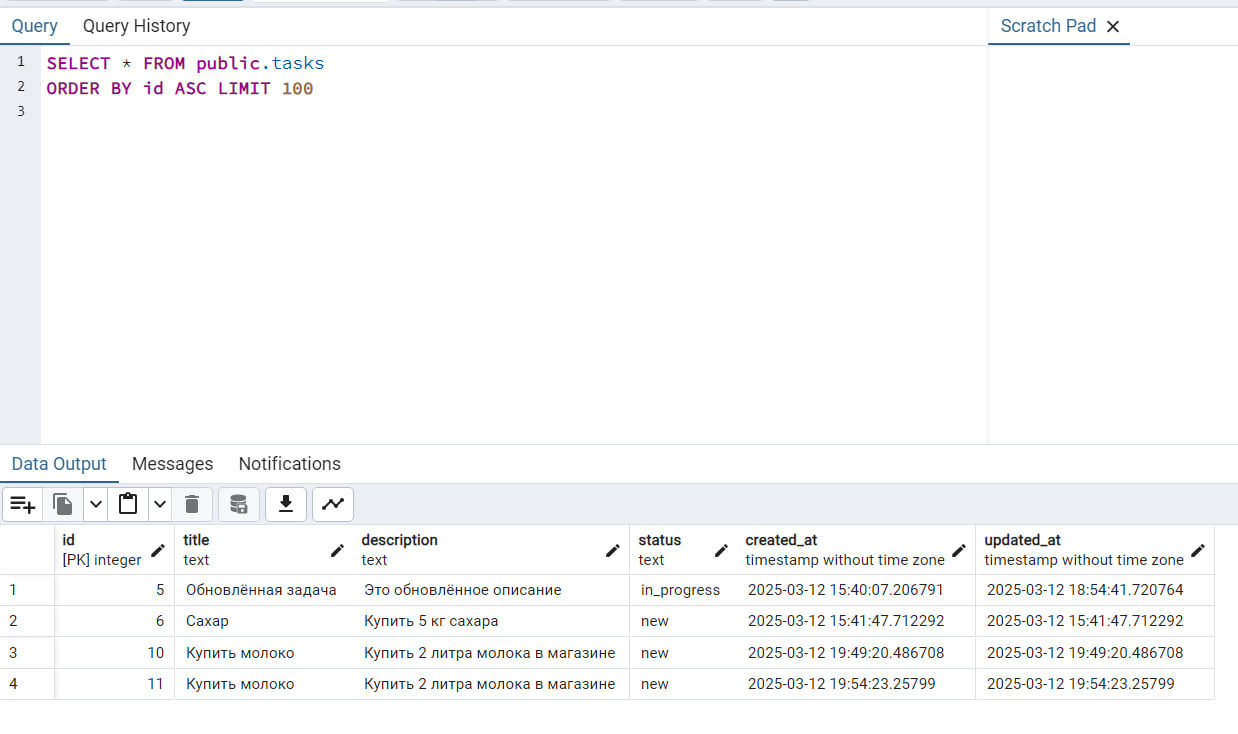 Query Query History Scratch Pad
1 SELECT * FROM public.tasks
2 ORDER BY id ASC LIMIT 100
3
Data Output Messages Notifications
id title description status created_at updated_at
[PK] integer text text text timestamp without time zone timestamp without time zone
1 5 Обновлённая задача Это обновлённое описание in_progress 2025-03-12 15:40:07.206791 2025-03-12 18:54:41.720764
2 6 Сахар Купить 5 кг сахара new 2025-03-12 15:41:47.712292 2025-03-12 15:41:47.712292
3 10 Купить молоко Купить 2 литра молока в магазине new 2025-03-12 19:49:20.486708 2025-03-12 19:49:20.486708
4 11 Купить молоко Купить 2 литра молока в магазине new 2025-03-12 19:54:23.25799 2025-03-12 19:54:23.25799